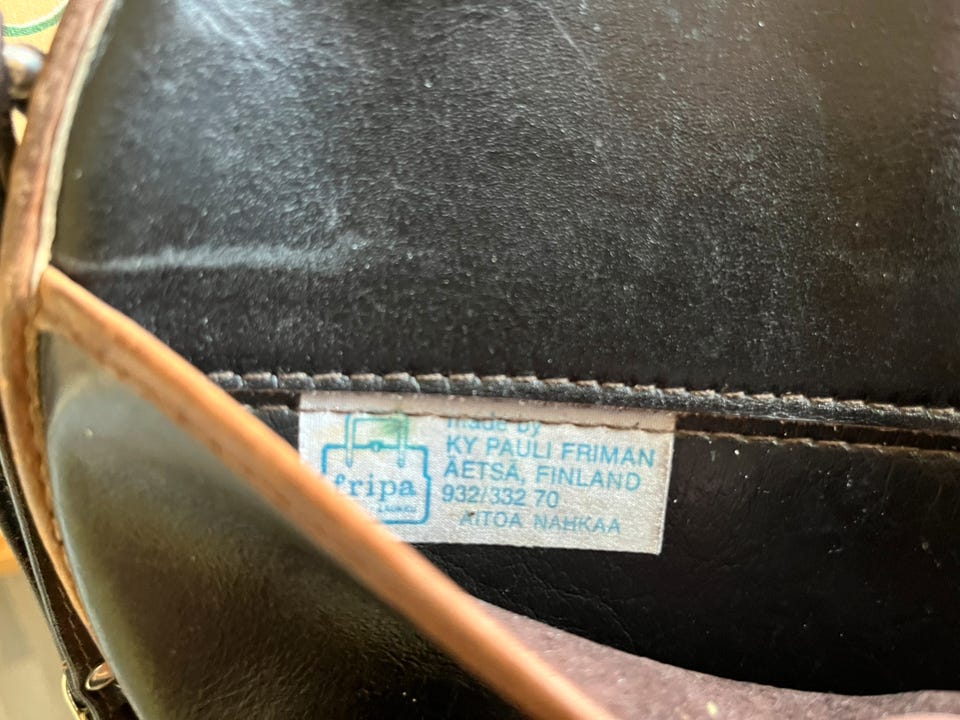 made by
KY PAULI FRIMAN
ÄETSÄ, FINLAND
932/332 70
AITOA NAHKAA
fripa